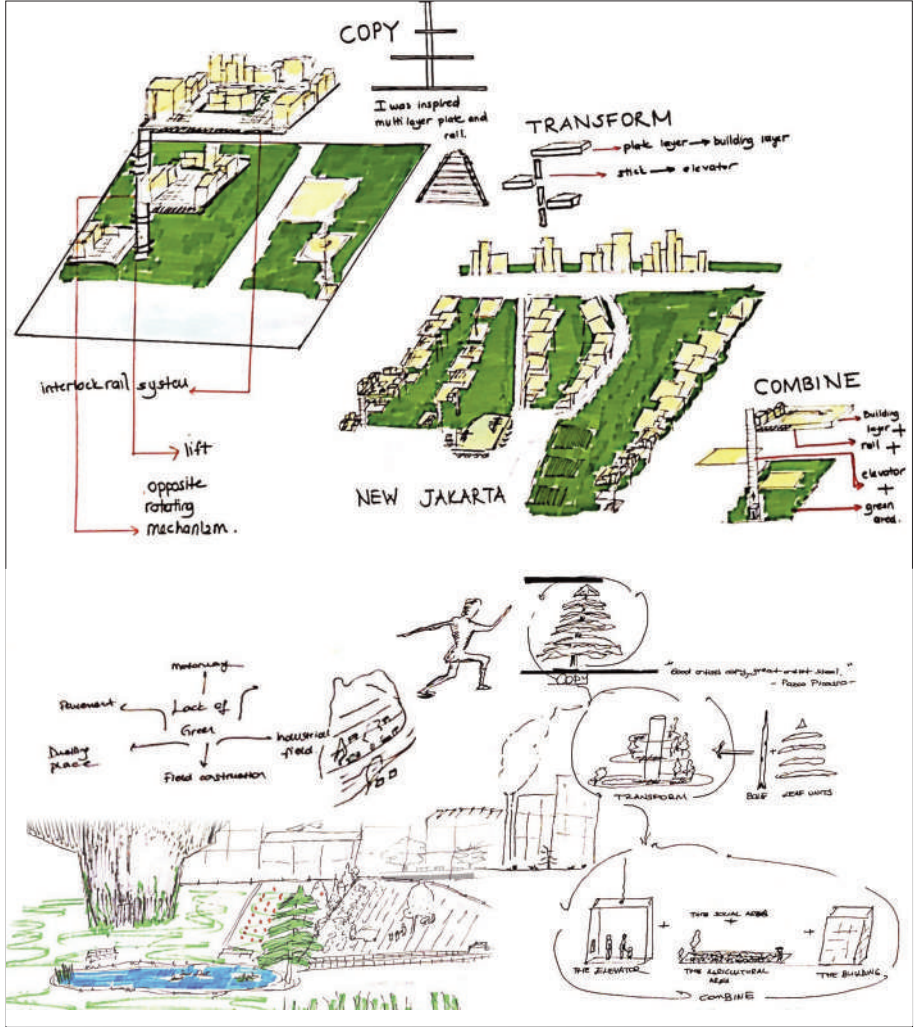 COPY
I was inspired
multi layer plate and
rail.
TRANSFORM
plate layer → building layer
stick → elevator
interlock rail system
lift
opposite
rotating
mechanism.
NEW JAKARTA
COMBINE
Building
layer +
rail +
elevator
+
green
area.
COPY
"Good artists copy, great artist steal."
- Pablo Picasso -
Motorway
Pavement
Lack of
Green
Industrial
field
Dwelling
place
Field construction
TRANSFORM
BOLE
+
LEAF UNITS
THE ELEVATOR
+
THE SOCIAL AREAS
+
THE AGRICULTURAL
AREA
+
THE BUILDING
COMBINE